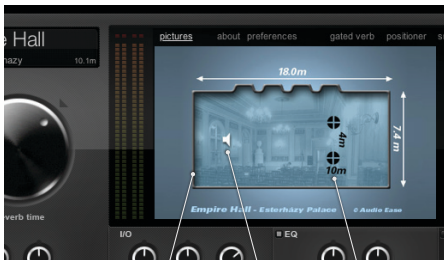 e Hall
hazy 10.1m
pictures about preferences gated verb positioner
18.0m
7.4 m
4m
10m
verb time
Empire Hall - Esterházy Palace © Audio Ease
I/O EQ